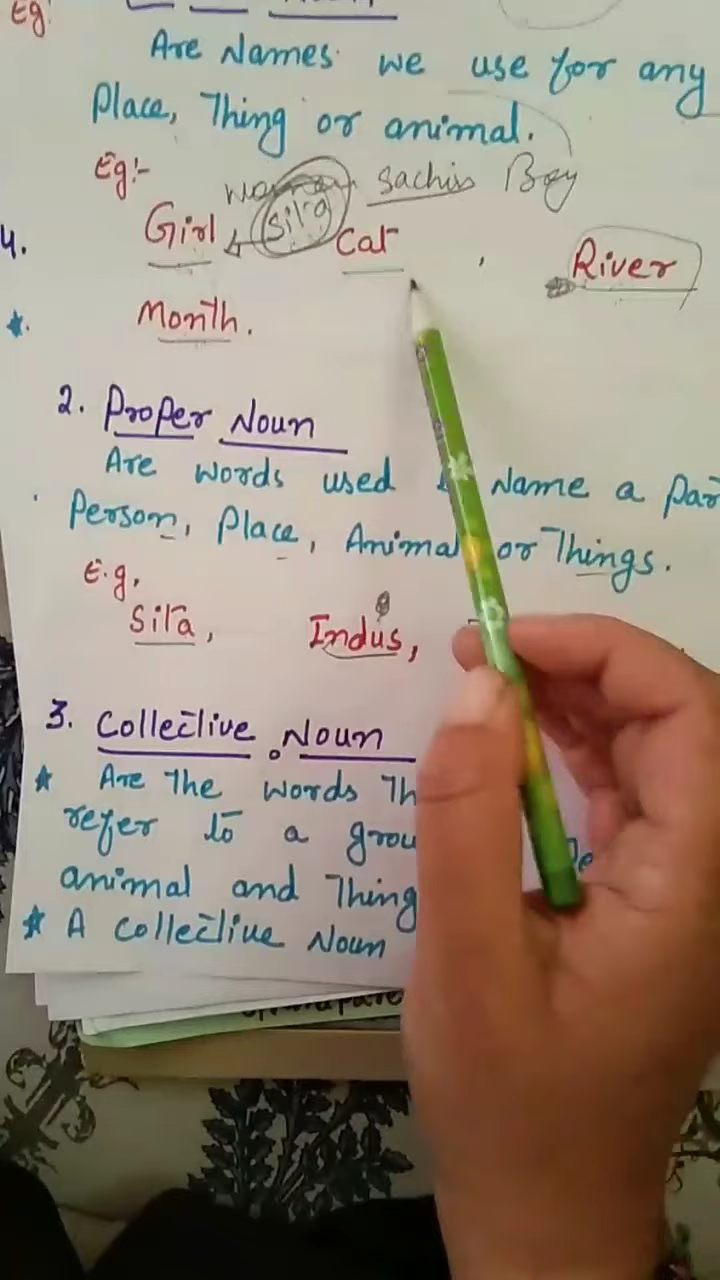 Eg:
Are Names we use for any
Place, Thing or animal.
Eg:-
sachin Boy
Girl Sita Cat , River
4.
Month.
2. Proper Noun
Are words used Name a Par
Person, Place, Animal or Things.
E.g,
Sita, Indus,
3. Collective Noun
Are The words Th
refer to a grou
animal and Thing
A collective Noun